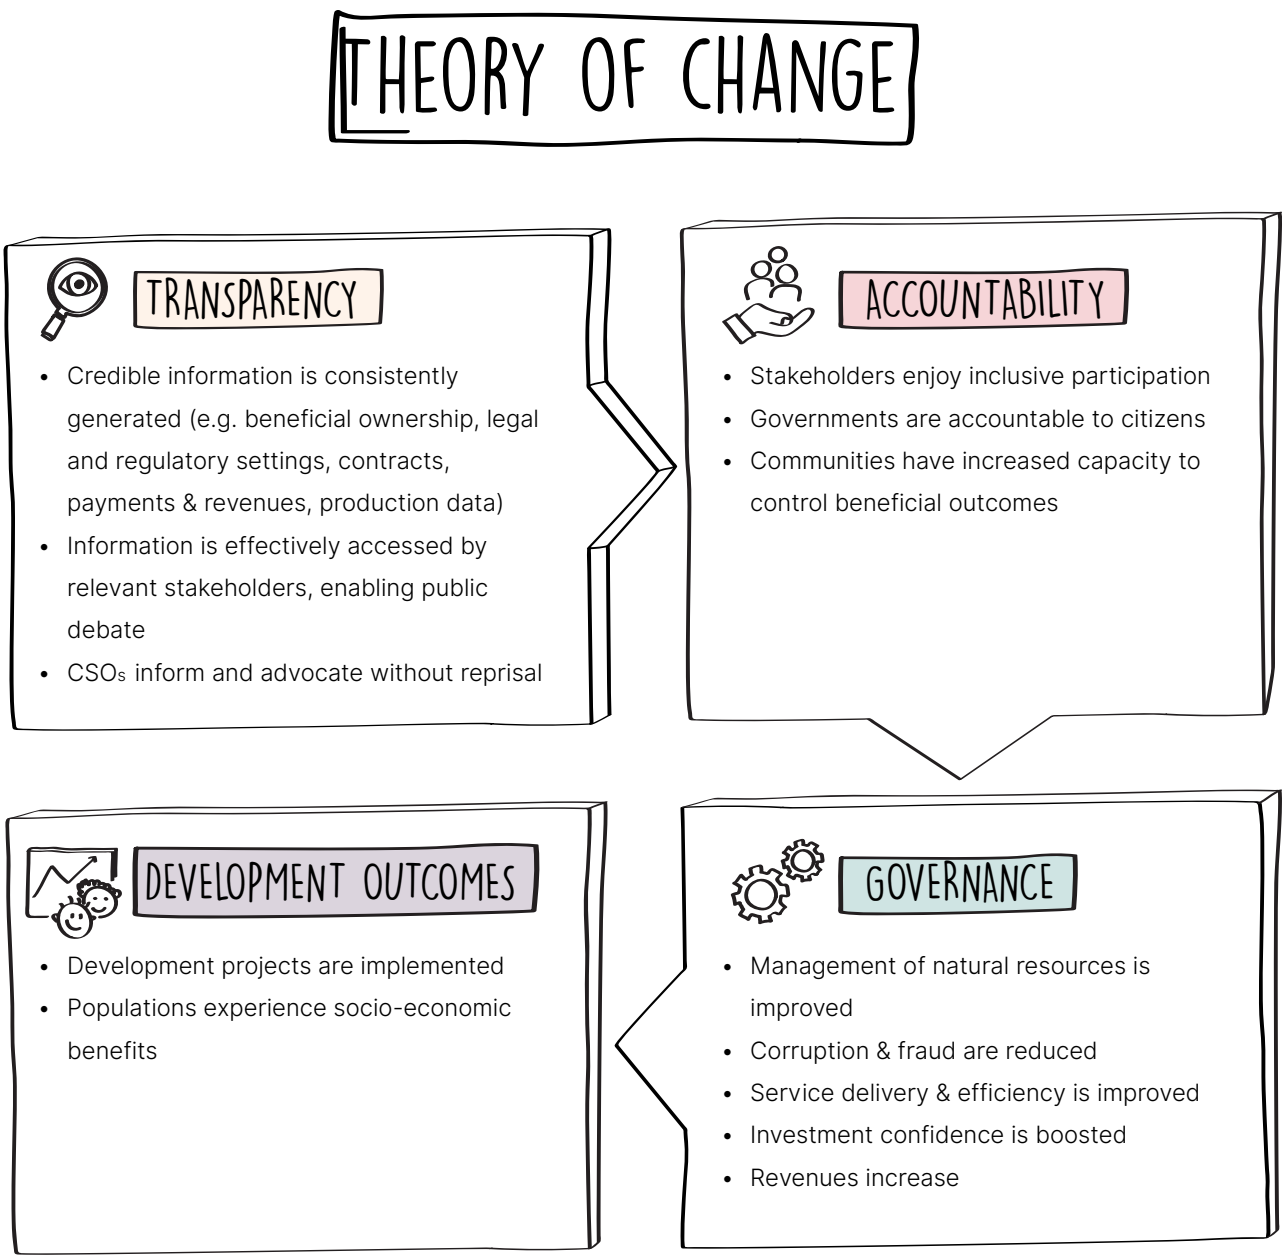 THEORY OF CHANGE
TRANSPARENCY
• Credible information is consistently
generated (e.g. beneficial ownership, legal
and regulatory settings, contracts,
payments & revenues, production data)
• Information is effectively accessed by
relevant stakeholders, enabling public
debate
• CSOs inform and advocate without reprisal
ACCOUNTABILITY
• Stakeholders enjoy inclusive participation
• Governments are accountable to citizens
• Communities have increased capacity to
control beneficial outcomes
DEVELOPMENT OUTCOMES
• Development projects are implemented
• Populations experience socio-economic
benefits
GOVERNANCE
• Management of natural resources is
improved
• Corruption & fraud are reduced
• Service delivery & efficiency is improved
• Investment confidence is boosted
• Revenues increase